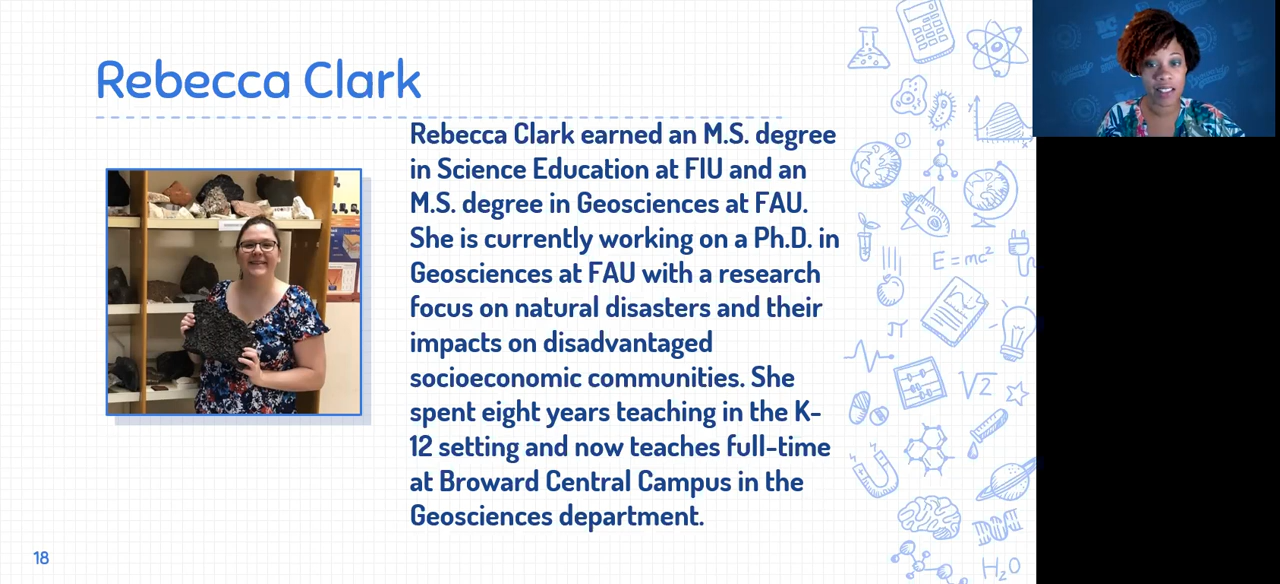 Rebecca Clark
Rebecca Clark earned an M.S. degree
in Science Education at FIU and an
M.S. degree in Geosciences at FAU.
She is currently working on a Ph.D. in
Geosciences at FAU with a research
focus on natural disasters and their
impacts on disadvantaged
socioeconomic communities. She
spent eight years teaching in the K-
12 setting and now teaches full-time
at Broward Central Campus in the
Geosciences department.
18
y
x
E=mc²
π
√2
H₂O